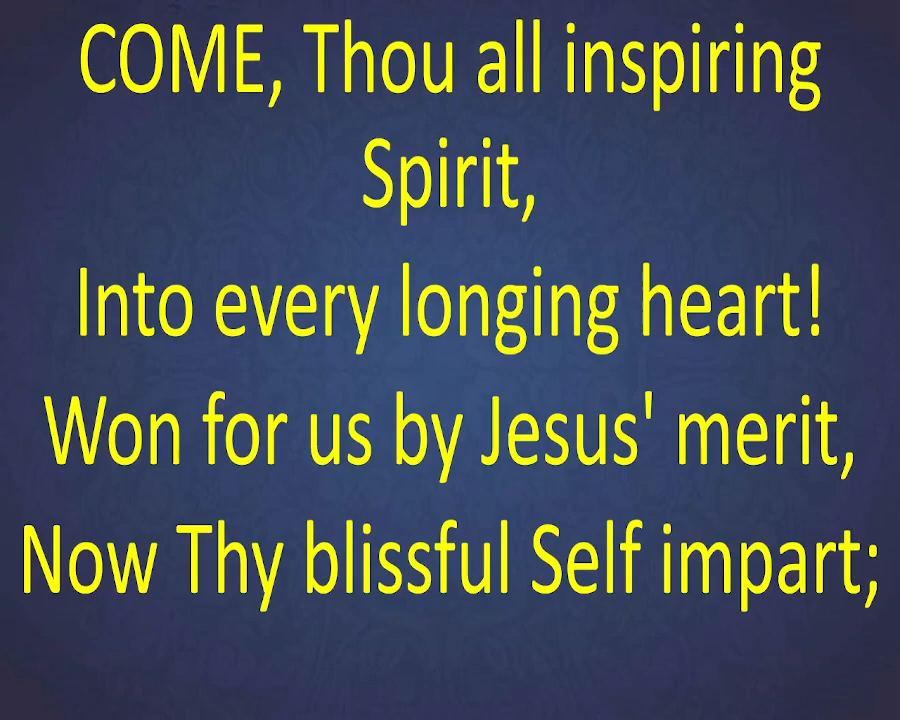 COME, Thou all inspiring
Spirit,
Into every longing heart!
Won for us by Jesus' merit,
Now Thy blissful Self impart;